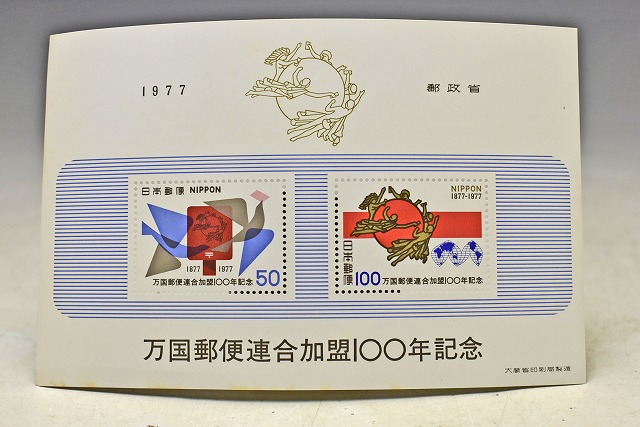 1977
郵政省
日本郵便 NIPPON
〒
1877 1977
万国郵便連合加盟100年記念 50
NIPPON
1877-1977
日本郵便
100 万国郵便連合加盟100年記念
万国郵便連合加盟100年記念
大蔵省印刷局製造